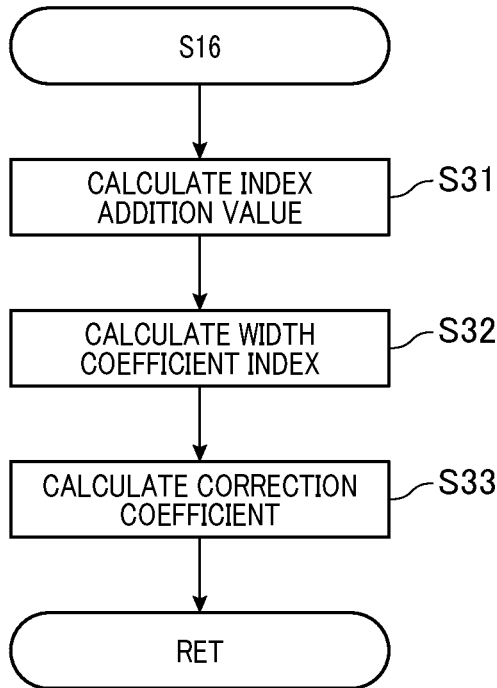 S16
CALCULATE INDEX
ADDITION VALUE
S31
CALCULATE WIDTH
COEFFICIENT INDEX
S32
CALCULATE CORRECTION
COEFFICIENT
S33
RET